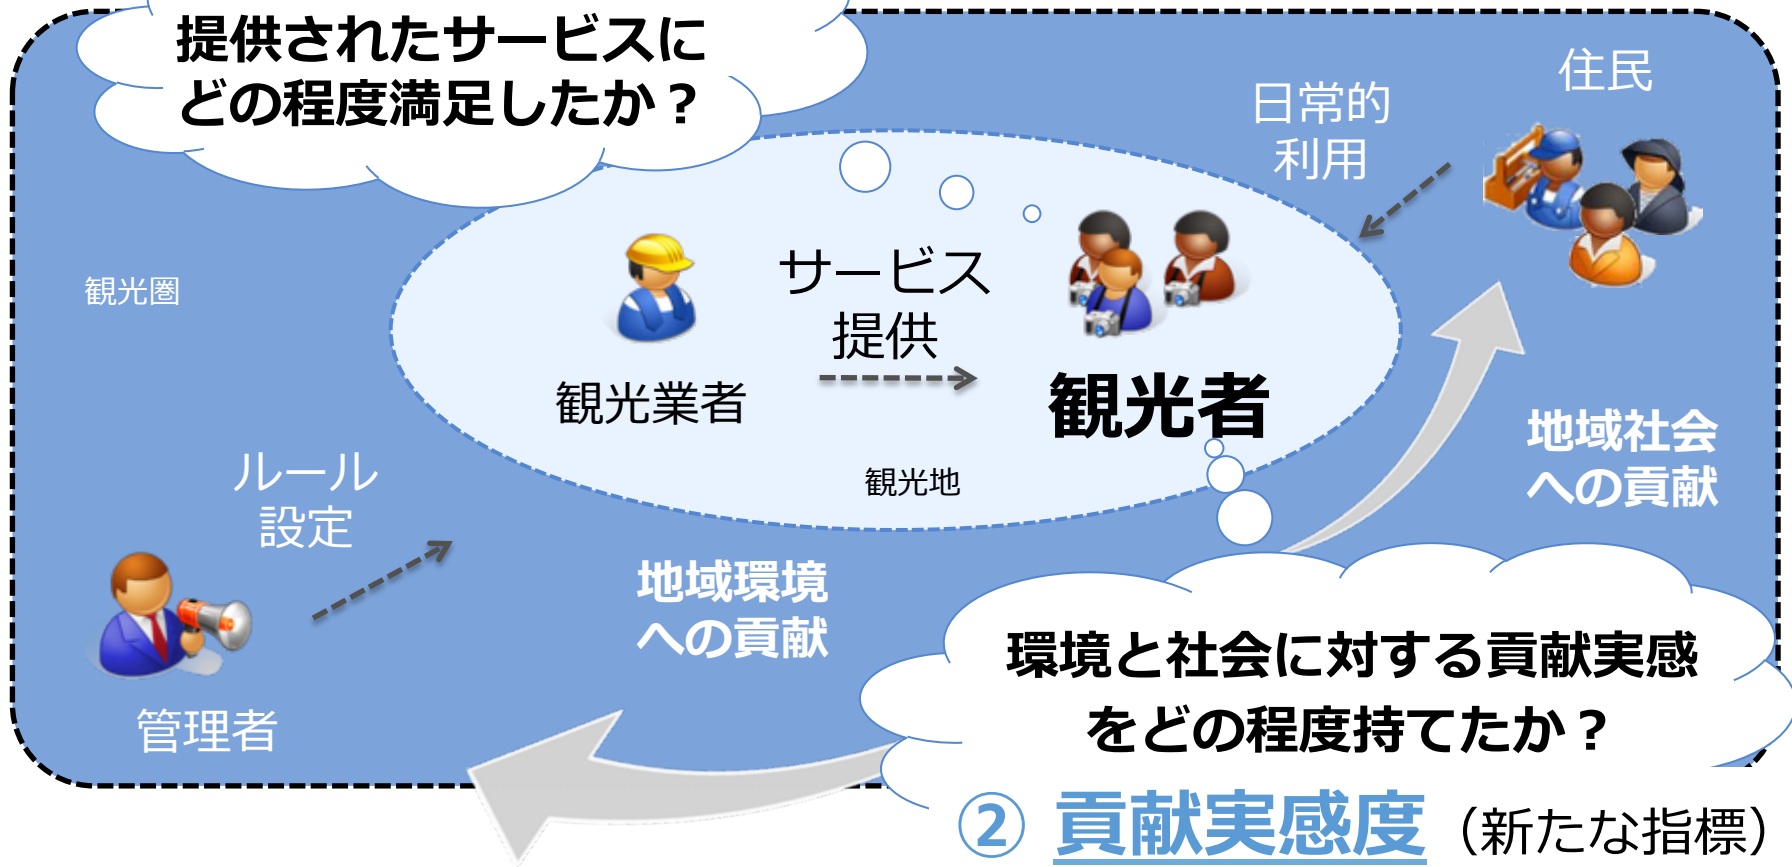 提供されたサービスに
どの程度満足したか？
住民
日常的
利用
観光圏
サービス
提供
観光業者
観光者
観光地
ルール
設定
地域社会
への貢献
地域環境
への貢献
管理者
環境と社会に対する貢献実感
をどの程度持てたか？
② 貢献実感度（新たな指標）